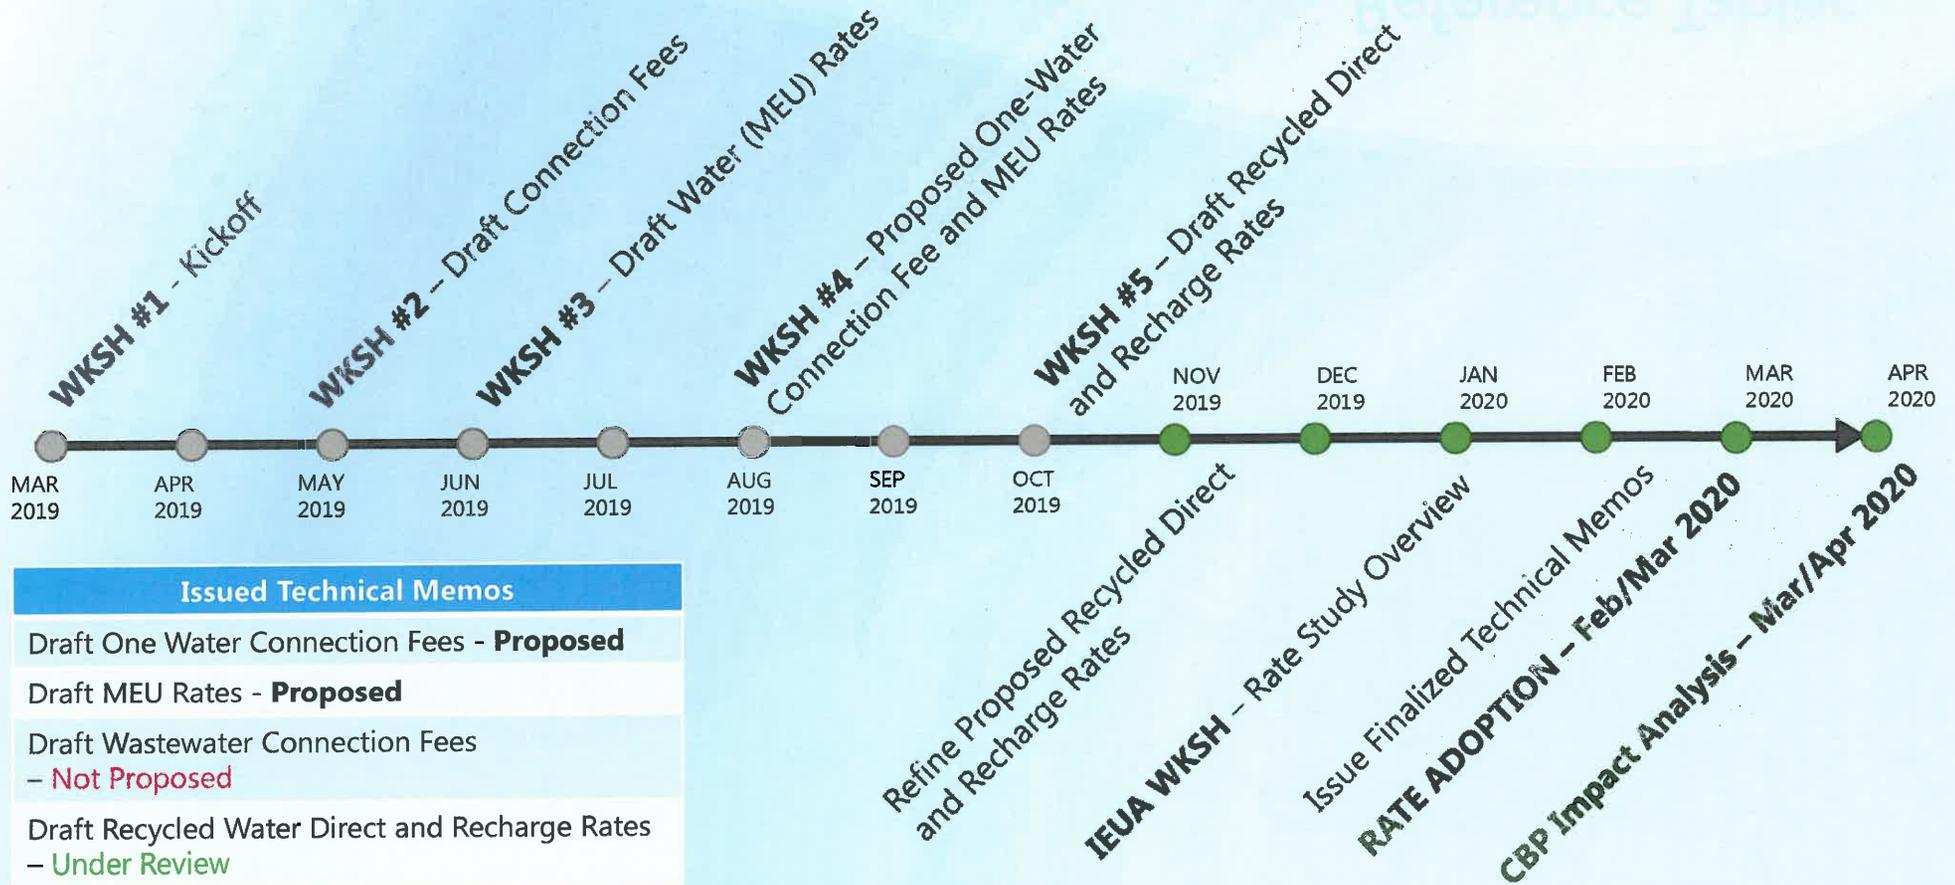 WKSH #1 - Kickoff
WKSH #2 – Draft Connection Fees
WKSH #3 – Draft Water (MEU) Rates
WKSH #4 – Proposed One-Water
Connection Fee and MEU Rates
WKSH #5 – Draft Recycled Direct
and Recharge Rates
MAR
2019
APR
2019
MAY
2019
JUN
2019
JUL
2019
AUG
2019
SEP
2019
OCT
2019
NOV
2019
DEC
2019
JAN
2020
FEB
2020
MAR
2020
APR
2020
Refine Proposed Recycled Direct
and Recharge Rates
IEUA WKSH – Rate Study Overview
Issue Finalized Technical Memos
RATE ADOPTION – Feb/Mar 2020
CBP Impact Analysis – Mar/Apr 2020
Issued Technical Memos
Draft One Water Connection Fees - Proposed
Draft MEU Rates - Proposed
Draft Wastewater Connection Fees
– Not Proposed
Draft Recycled Water Direct and Recharge Rates
– Under Review